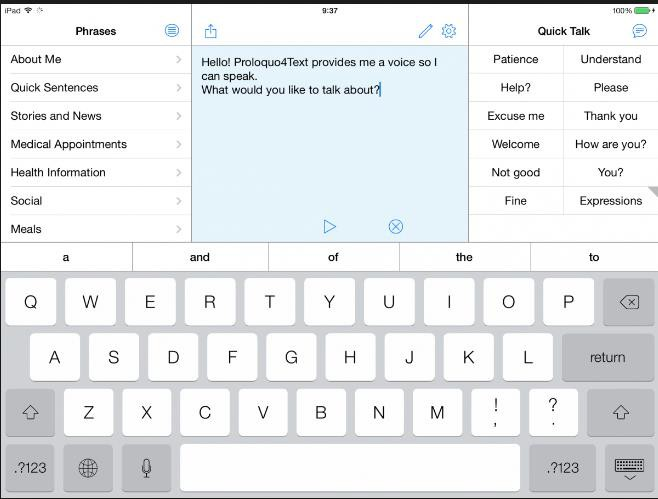 iPad 9:37 100%
Phrases
About Me
Quick Sentences
Stories and News
Medical Appointments
Health Information
Social
Meals
Hello! Proloquo4Text provides me a voice so I
can speak.
What would you like to talk about?
Quick Talk
Patience Understand
Help? Please
Excuse me Thank you
Welcome How are you?
Not good You?
Fine Expressions
a and of the to
Q W E R T Y U I O P
A S D F G H J K L return
Z X C V B N M ! , ? .
.?123 .?123